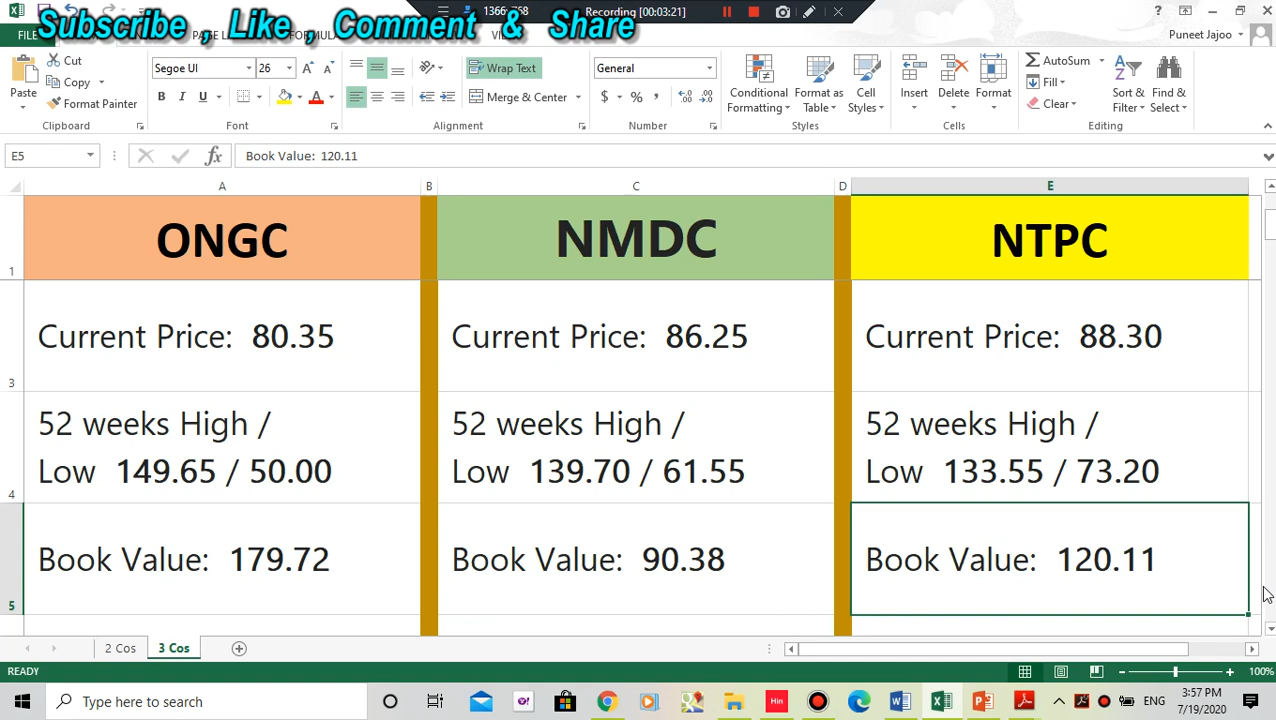 Subscribe , Like , Comment & Share
1366
768
Recording [00:03:21]
FILE
PAGE
Puneet Jajoo
Cut
Copy
Format Painter
Paste
Clipboard
Segoe UI
26
B I U
Font
Wrap Text
Merge & Center
Alignment
General
$ % ,
Number
Conditional Formatting
Format as Table
Cell Styles
Styles
Insert
Delete
Format
Cells
AutoSum
Fill
Clear
Sort & Filter
Find & Select
Editing
E5
fx
Book Value: 120.11
A B C D E
1
ONGC
NMDC
NTPC
3
Current Price: 80.35
Current Price: 86.25
Current Price: 88.30
4
52 weeks High /
Low 149.65 / 50.00
52 weeks High /
Low 139.70 / 61.55
52 weeks High /
Low 133.55 / 73.20
5
Book Value: 179.72
Book Value: 90.38
Book Value: 120.11
2 Cos
3 Cos
READY
100%
Type here to search
Hin
ENG
3:57 PM
7/19/2020